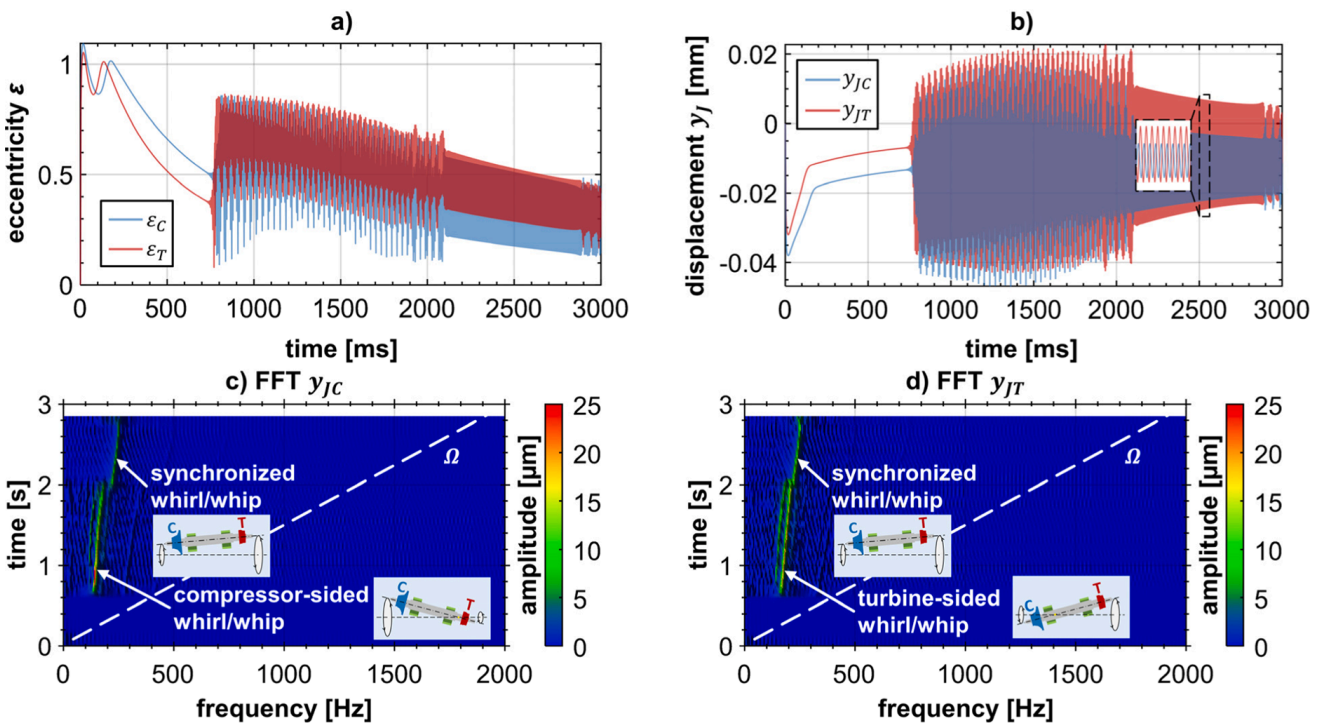 a)
eccentricity ε
1
0.5
0
ε_C
ε_T
0 500 1000 1500 2000 2500 3000
time [ms]
b)
displacement y_J [mm]
0.02
0
-0.02
-0.04
y_JC
y_JT
0 500 1000 1500 2000 2500 3000
time [ms]
c) FFT y_JC
time [s]
3
2
1
0
synchronized
whirl/whip
Ω
C T
compressor-sided
whirl/whip
C T
0 500 1000 1500 2000
frequency [Hz]
25
20
15
10
5
0
amplitude [μm]
d) FFT y_JT
time [s]
3
2
1
0
synchronized
whirl/whip
Ω
C T
turbine-sided
whirl/whip
C T
0 500 1000 1500 2000
frequency [Hz]
25
20
15
10
5
0
amplitude [μm]